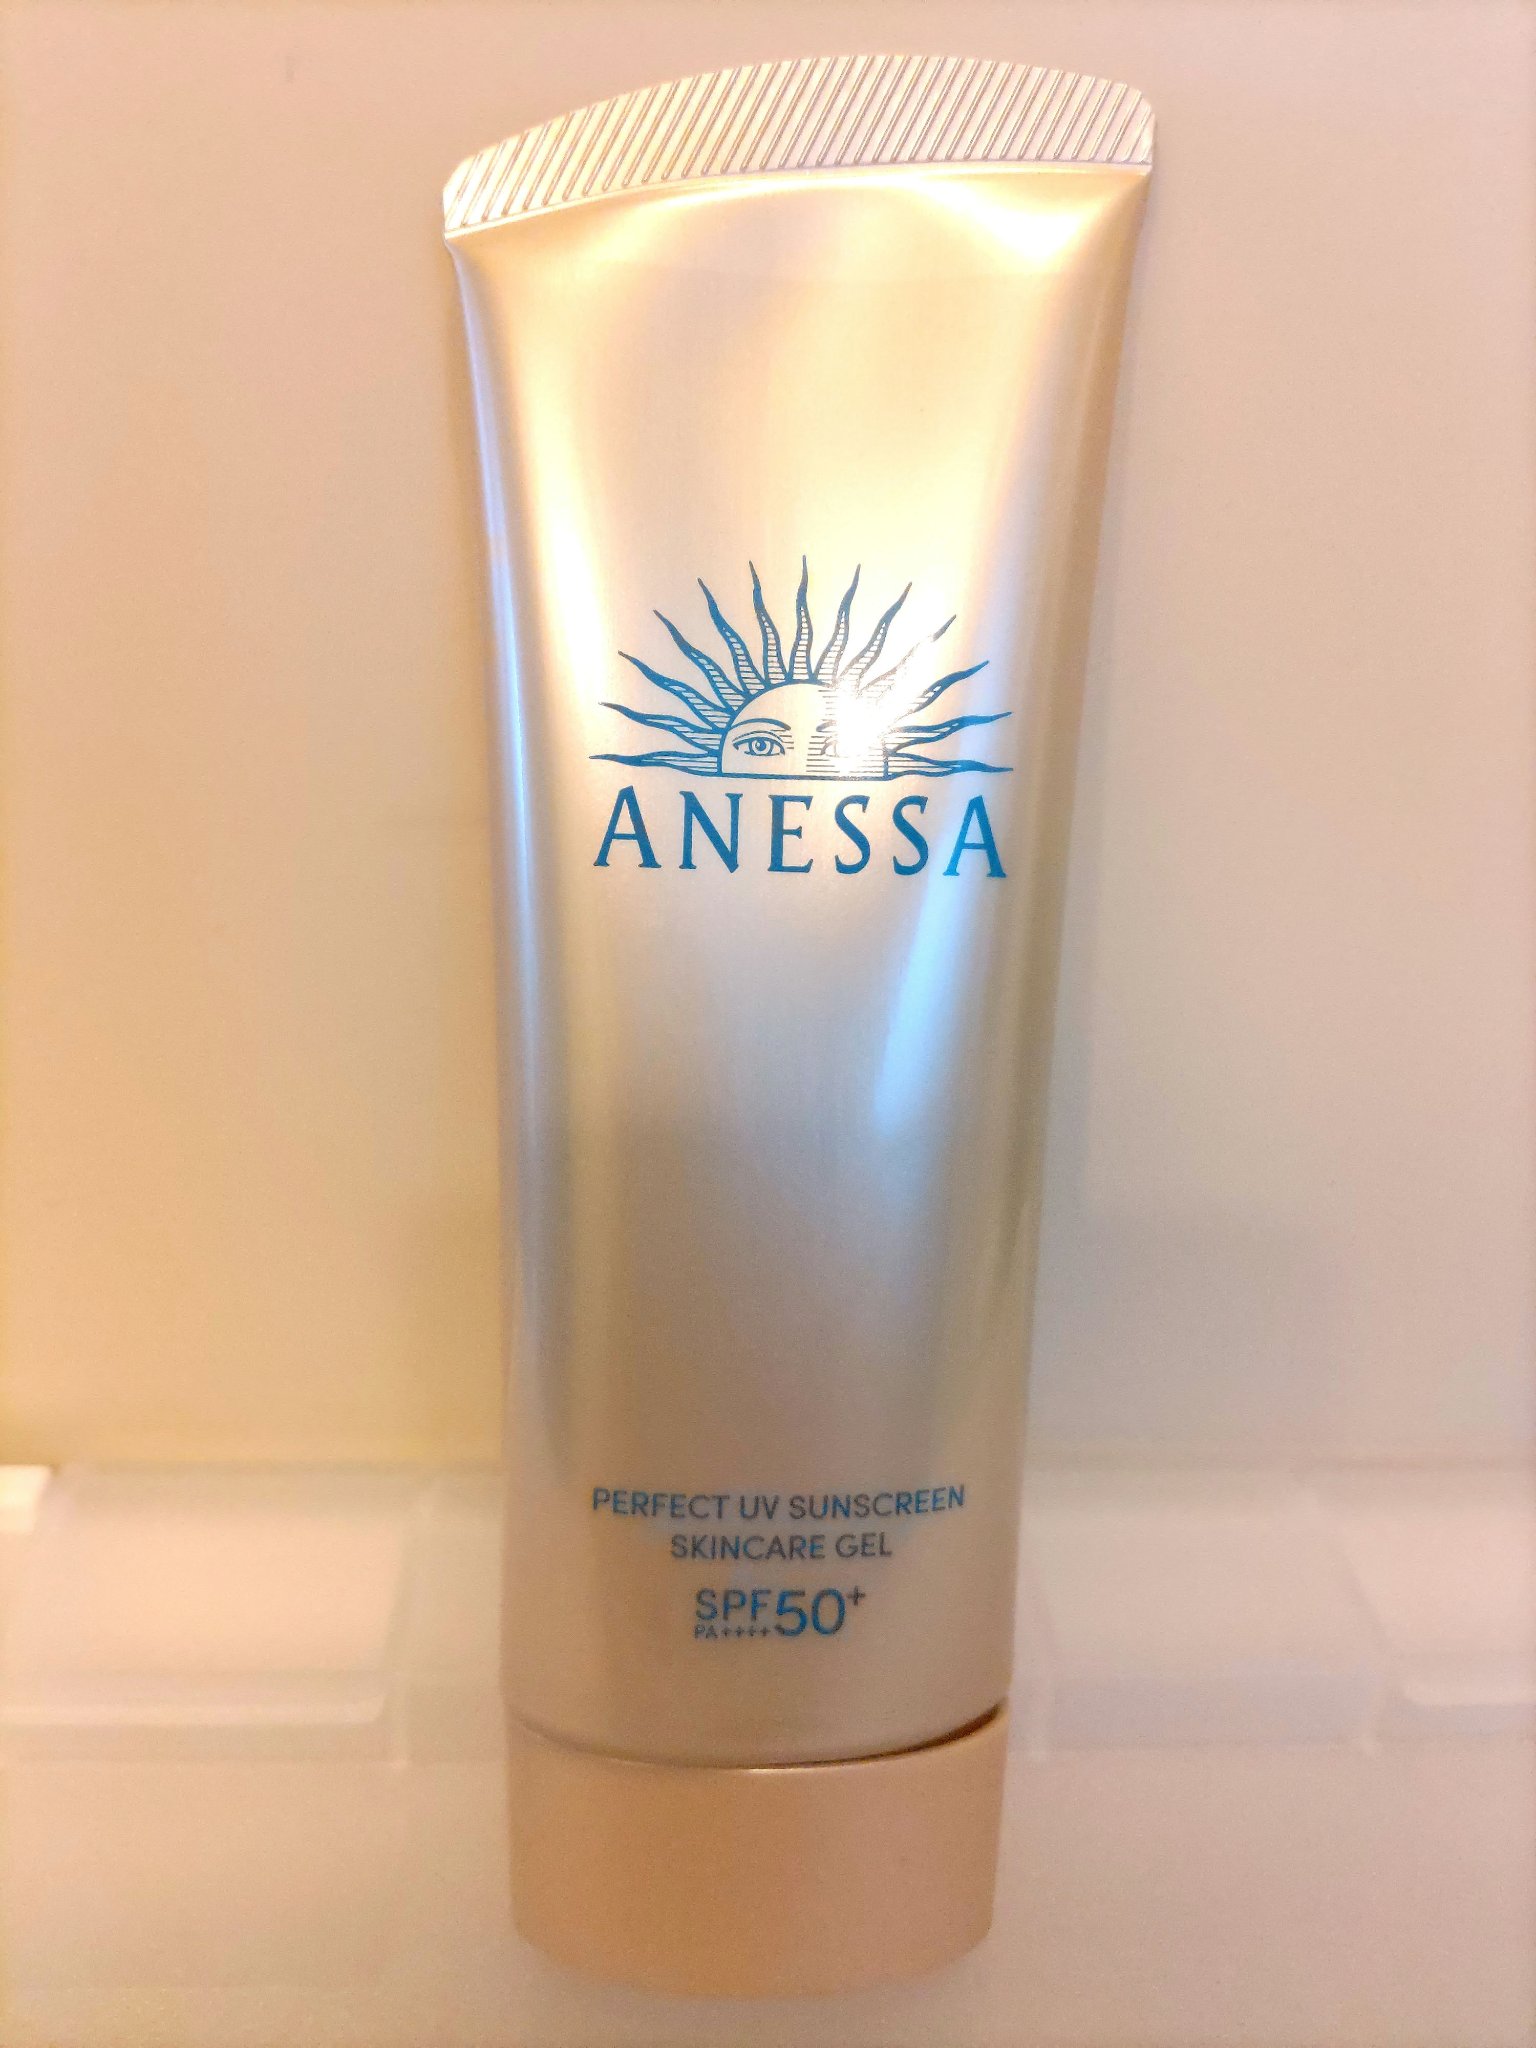 ANESSA
PERFECT UV SUNSCREEN
SKINCARE GEL
SPF50+
PA++++